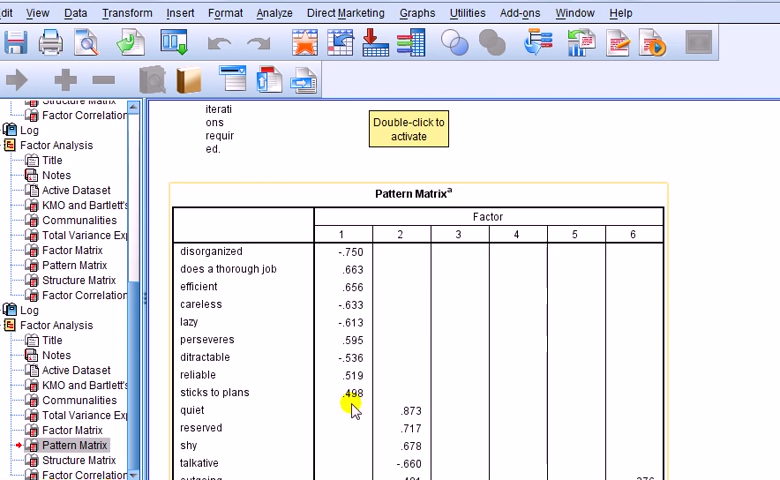 dit View Data Transform Insert Format Analyze Direct Marketing Graphs Utilities Add-ons Window Help
Structure Matrix
Factor Correlation
Log
Factor Analysis
Title
Notes
Active Dataset
KMO and Bartlett's
Communalities
Total Variance Ex
Factor Matrix
Pattern Matrix
Structure Matrix
Factor Correlation
Log
Factor Analysis
Title
Notes
Active Dataset
KMO and Bartlett's
Communalities
Total Variance Ex
Factor Matrix
Pattern Matrix
Structure Matrix
Factor Correlation
iterati
ons
requir
ed.
Double-click to
activate
Pattern Matrixa
Factor
1 2 3 4 5 6
disorganized -.750
does a thorough job .663
efficient .656
careless -.633
lazy -.613
perseveres .595
ditractable -.536
reliable .519
sticks to plans .498
quiet .873
reserved .717
shy .678
talkative -.660